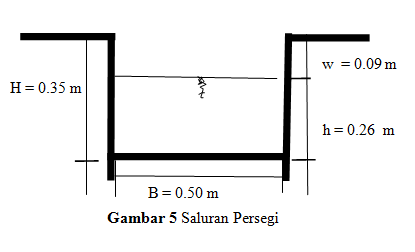 w = 0.09 m
H = 0.35 m
h = 0.26 m
B = 0.50 m
Gambar 5 Saluran Persegi